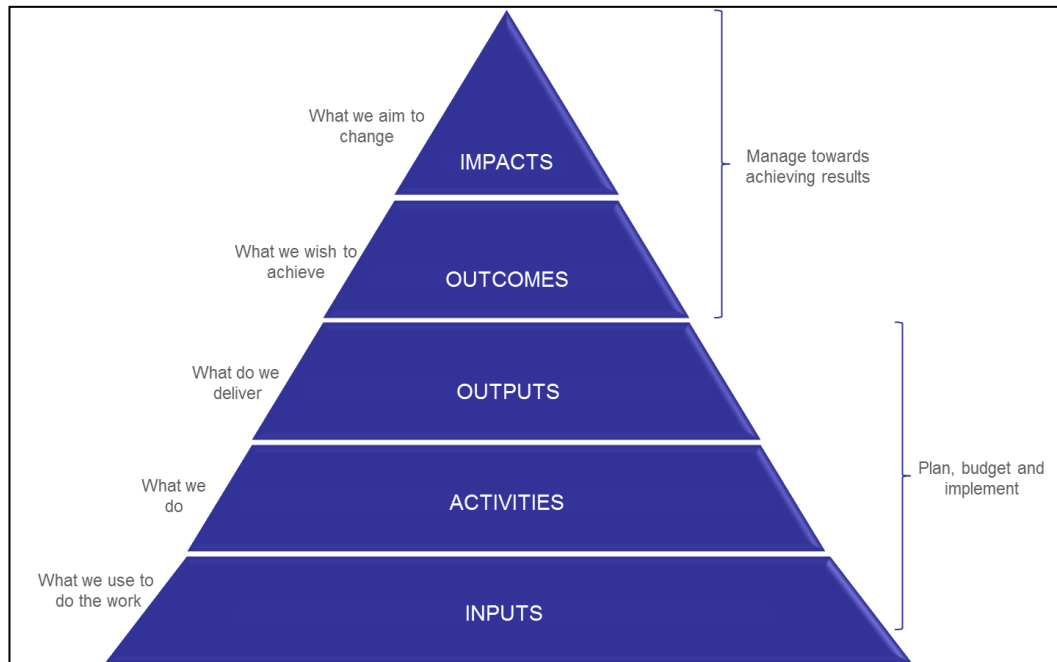 What we aim to
change
IMPACTS
Manage towards
achieving results
What we wish to
achieve
OUTCOMES
What do we
deliver
OUTPUTS
What we
do
ACTIVITIES
Plan, budget and
implement
What we use to
do the work
INPUTS